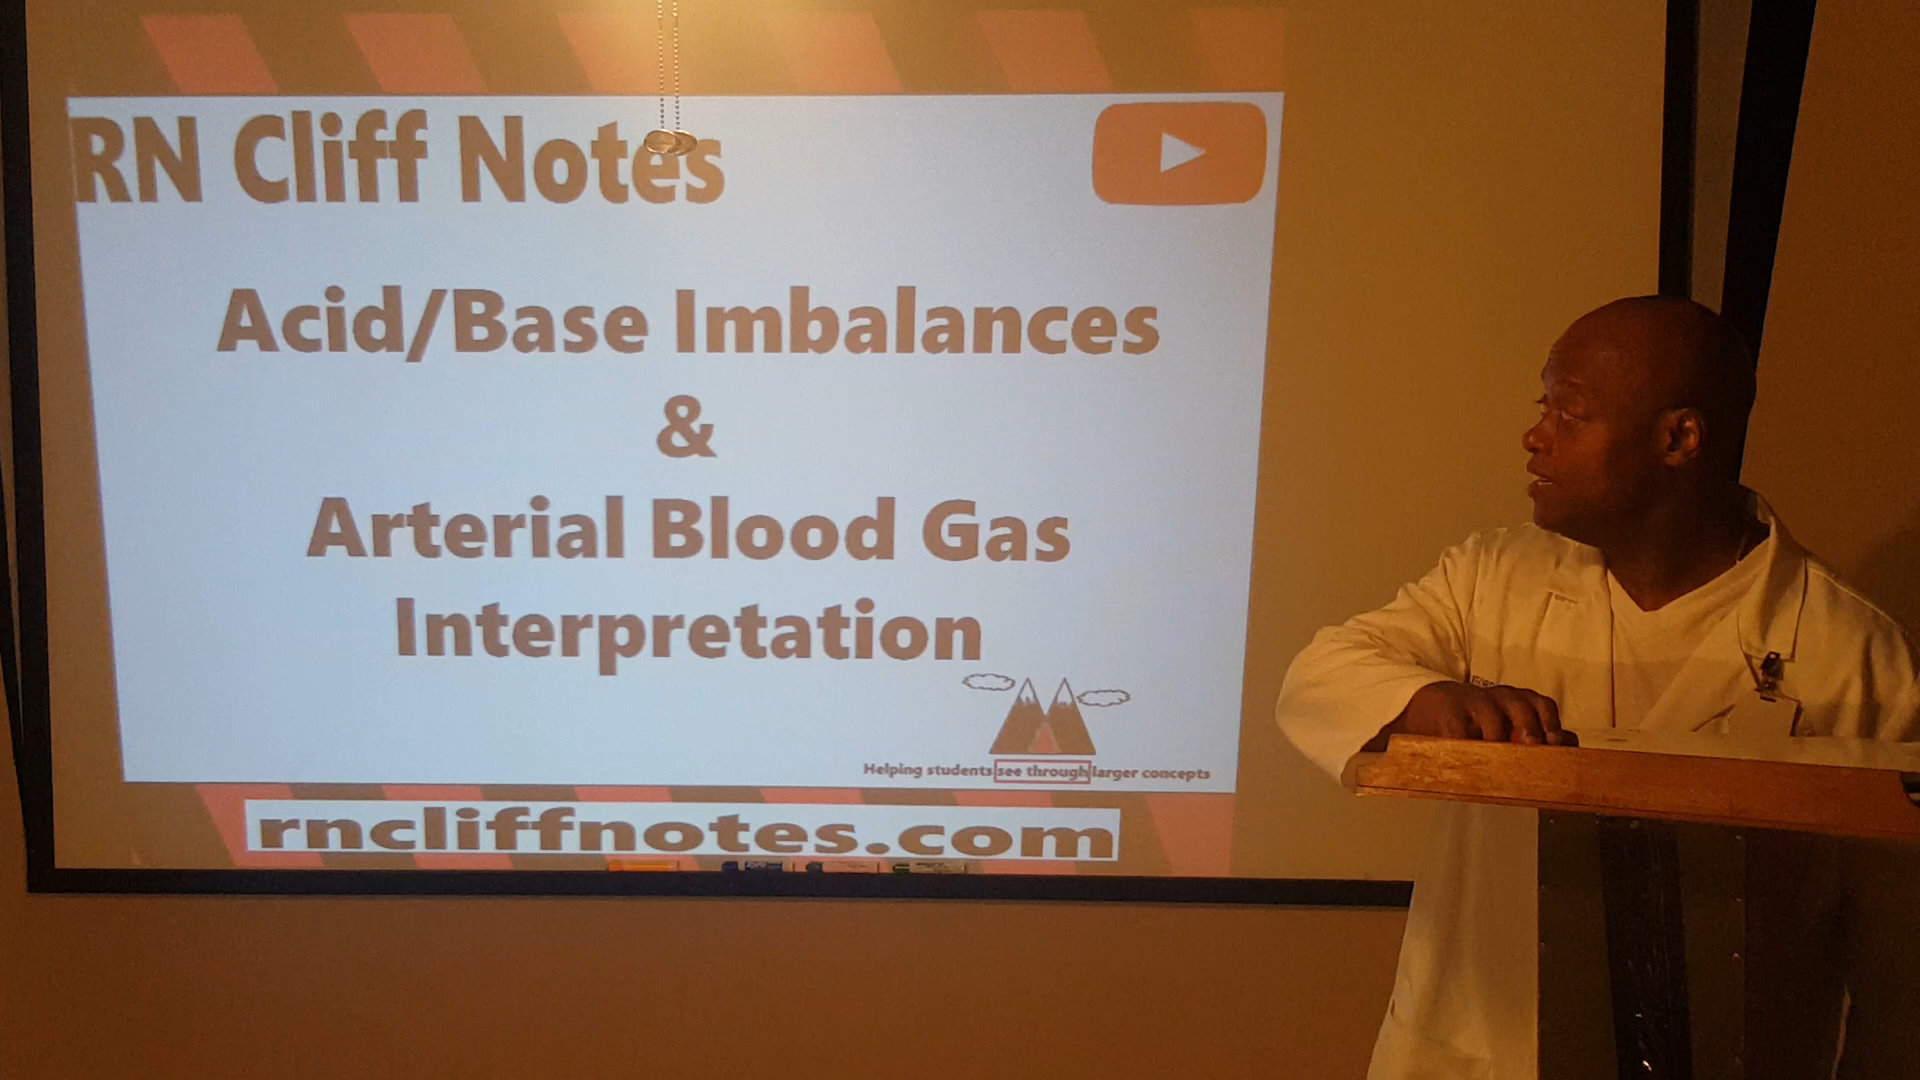 RN Cliff Notes
Acid/Base Imbalances
&
Arterial Blood Gas
Interpretation
Helping students see through larger concepts
rncliffnotes.com